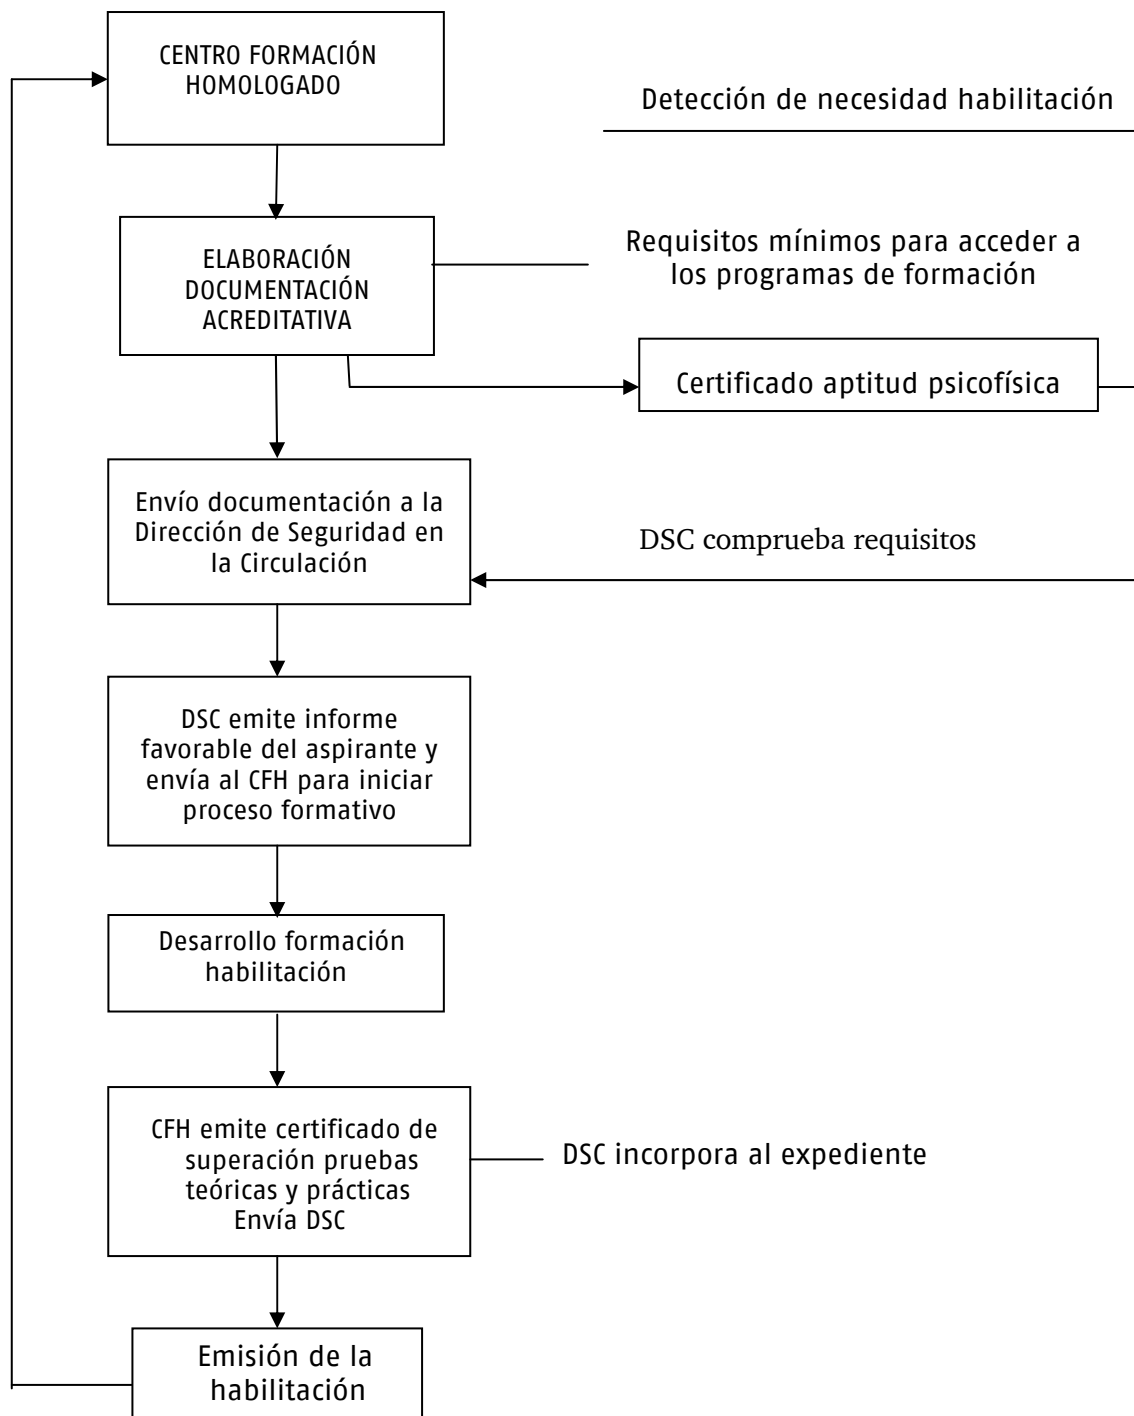 CENTRO FORMACIÓN
HOMOLOGADO
Detección de necesidad habilitación
ELABORACIÓN
DOCUMENTACIÓN
ACREDITATIVA
Requisitos mínimos para acceder a
los programas de formación
Certificado aptitud psicofísica
Envío documentación a la
Dirección de Seguridad en
la Circulación
DSC comprueba requisitos
DSC emite informe
favorable del aspirante y
envía al CFH para iniciar
proceso formativo
Desarrollo formación
habilitación
CFH emite certificado de
superación pruebas
teóricas y prácticas
Envía DSC
DSC incorpora al expediente
Emisión de la
habilitación